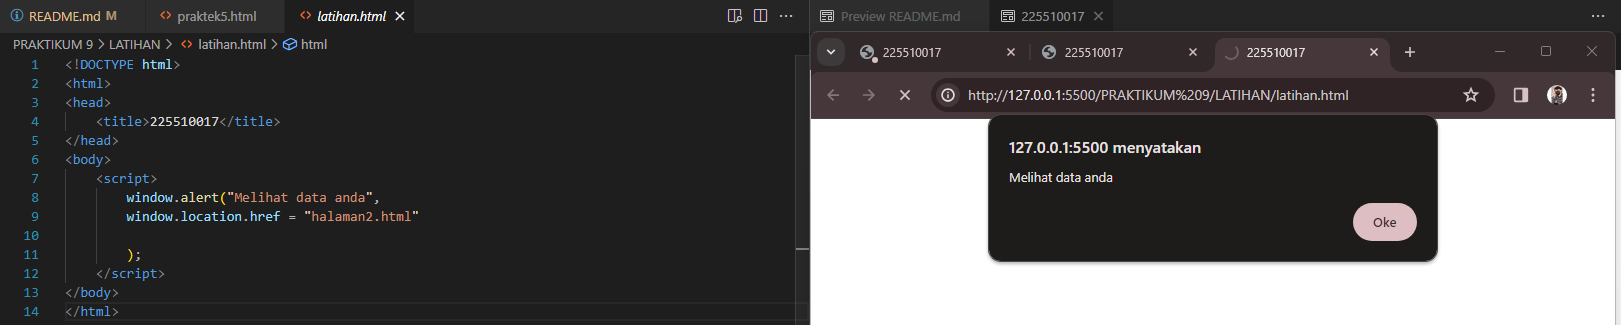 README.md M
praktek5.html
latihan.html
PRAKTIKUM 9 > LATIHAN > latihan.html > html
1 <!DOCTYPE html>
2 <html>
3 <head>
4 <title>225510017</title>
5 </head>
6 <body>
7 <script>
8 window.alert("Melihat data anda",
9 window.location.href = "halaman2.html"
10
11 );
12 </script>
13 </body>
14 </html>
Preview README.md
225510017
225510017
225510017
225510017
http://127.0.0.1:5500/PRAKTIKUM%209/LATIHAN/latihan.html
127.0.0.1:5500 menyatakan
Melihat data anda
Oke